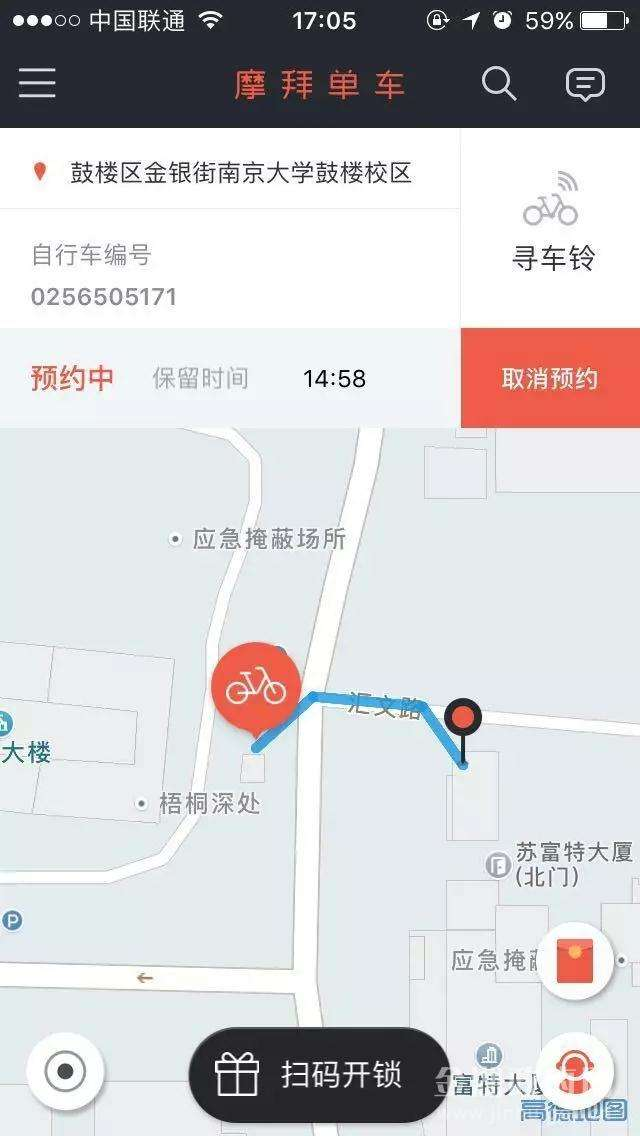 中国联通
17:05
59%
摩拜单车
鼓楼区金银街南京大学鼓楼校区
寻车铃
自行车编号
0256505171
预约中
保留时间
14:58
取消预约
应急掩蔽场所
汇文路
大楼
梧桐深处
苏富特大厦
(北门)
P
应急掩蔽
扫码开锁
富特大厦
高德地图